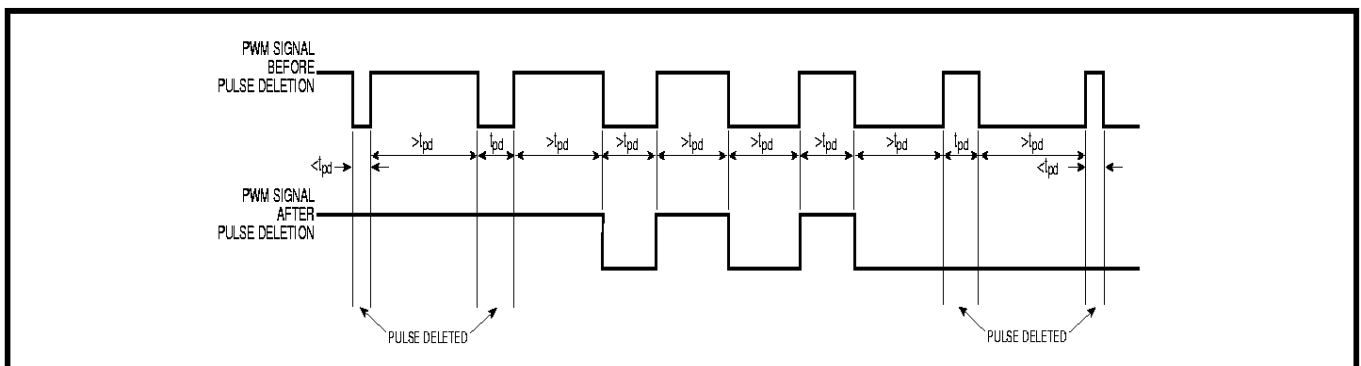 PWM SIGNAL
BEFORE
PULSE DELETION
>tpd
tpd
>tpd
>tpd
>tpd
>tpd
>tpd
>tpd
tpd
>tpd
<tpd
<tpd
PWM SIGNAL
AFTER
PULSE DELETION
PULSE DELETED
PULSE DELETED